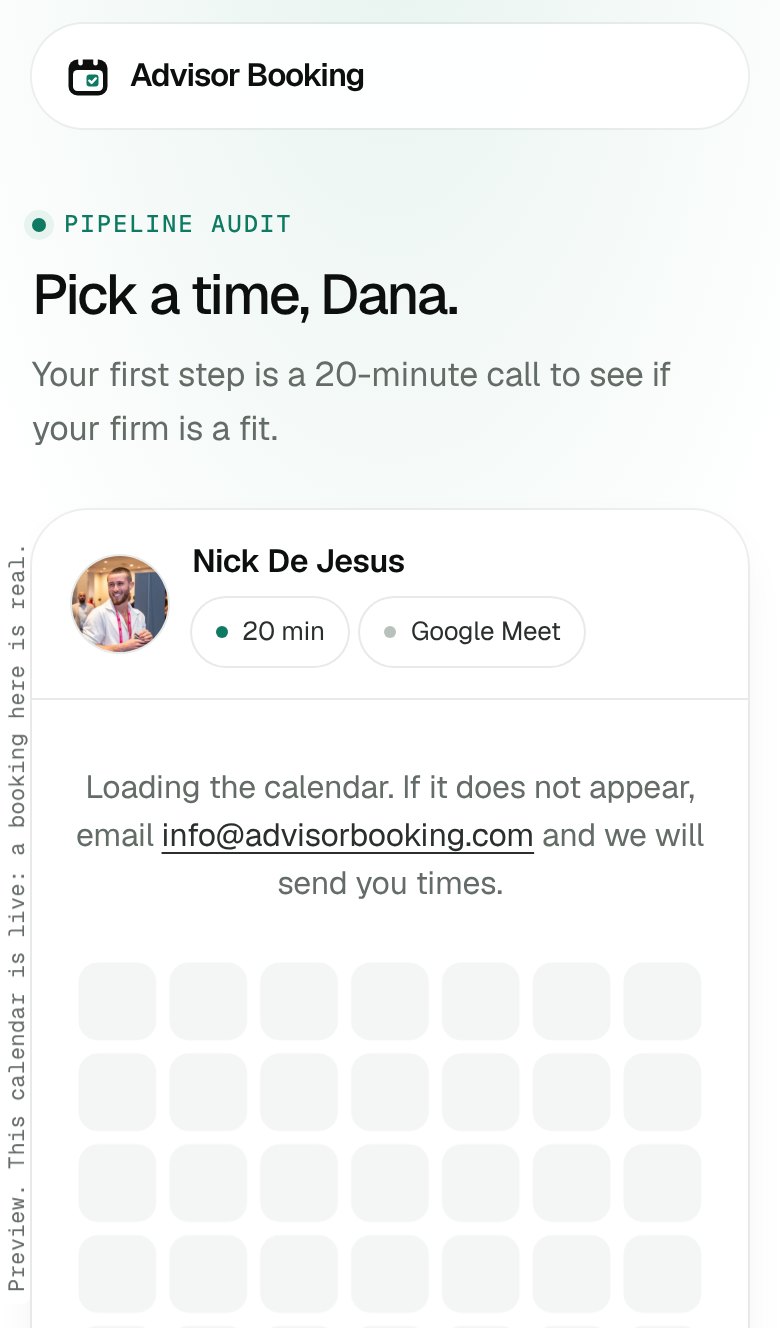 Advisor Booking
PIPELINE AUDIT
Pick a time, Dana.
Your first step is a 20-minute call to see if
your firm is a fit.
Nick De Jesus
20 min
Google Meet
Loading the calendar. If it does not appear,
email info@advisorbooking.com and we will
send you times.
Preview. This calendar is live: a booking here is real.